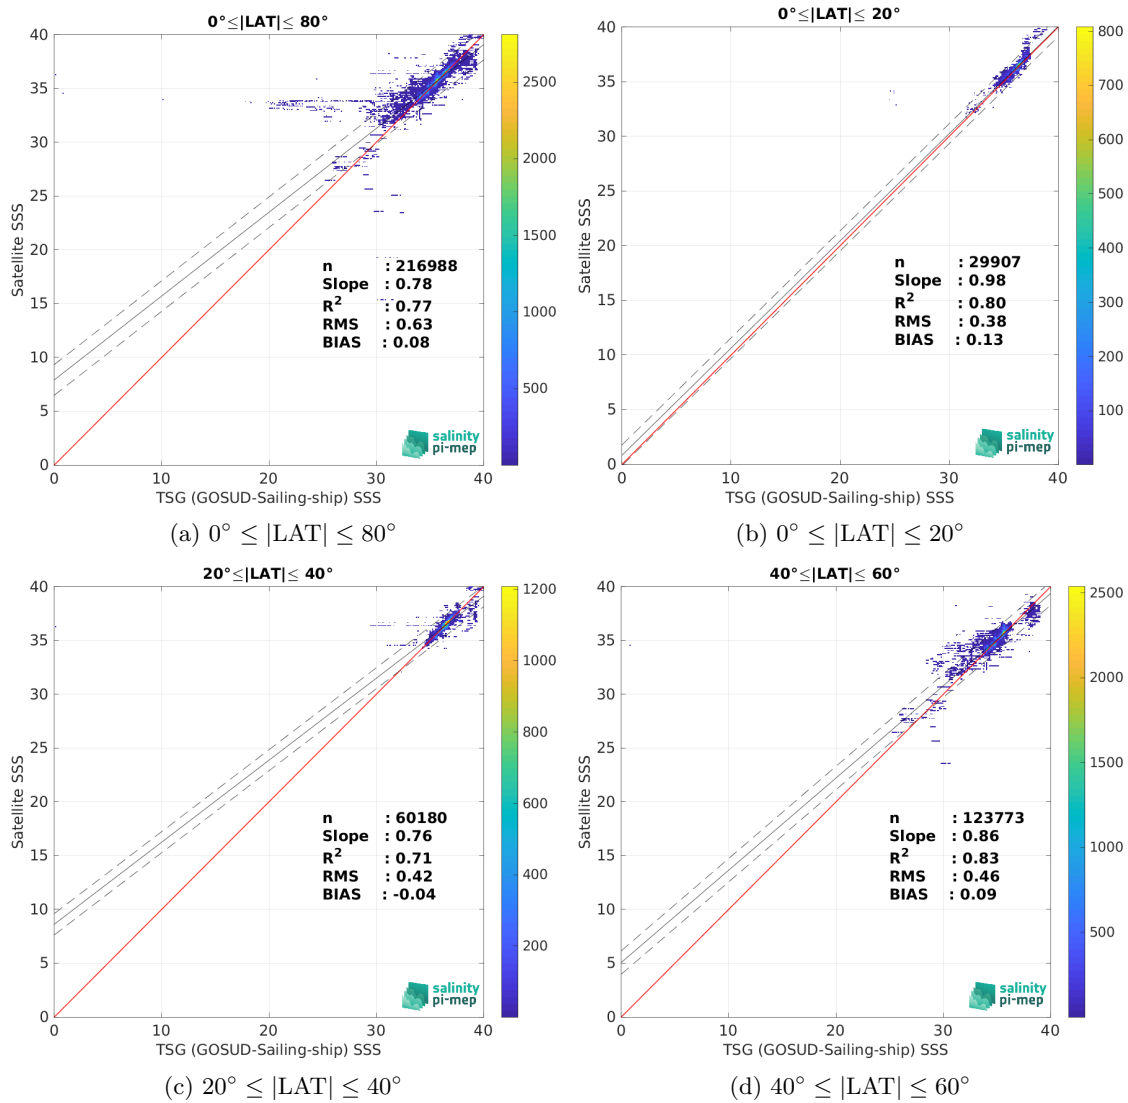 0°≤|LAT|≤ 80°
Satellite SSS
40
35
30
25
20
15
10
5
0
0
10
20
30
40
TSG (GOSUD-Sailing-ship) SSS
n : 216988
Slope : 0.78
R2 : 0.77
RMS : 0.63
BIAS : 0.08
salinity
pi-mep
2500
2000
1500
1000
500
(a) 0° ≤ |LAT| ≤ 80°
0°≤|LAT|≤ 20°
Satellite SSS
40
35
30
25
20
15
10
5
0
0
10
20
30
40
TSG (GOSUD-Sailing-ship) SSS
n : 29907
Slope : 0.98
R2 : 0.80
RMS : 0.38
BIAS : 0.13
salinity
pi-mep
800
700
600
500
400
300
200
100
(b) 0° ≤ |LAT| ≤ 20°
20°≤|LAT|≤ 40°
Satellite SSS
40
35
30
25
20
15
10
5
0
0
10
20
30
40
TSG (GOSUD-Sailing-ship) SSS
n : 60180
Slope : 0.76
R2 : 0.71
RMS : 0.42
BIAS : -0.04
salinity
pi-mep
1200
1000
800
600
400
200
(c) 20° ≤ |LAT| ≤ 40°
40°≤|LAT|≤ 60°
Satellite SSS
40
35
30
25
20
15
10
5
0
0
10
20
30
40
TSG (GOSUD-Sailing-ship) SSS
n : 123773
Slope : 0.86
R2 : 0.83
RMS : 0.46
BIAS : 0.09
salinity
pi-mep
2500
2000
1500
1000
500
(d) 40° ≤ |LAT| ≤ 60°